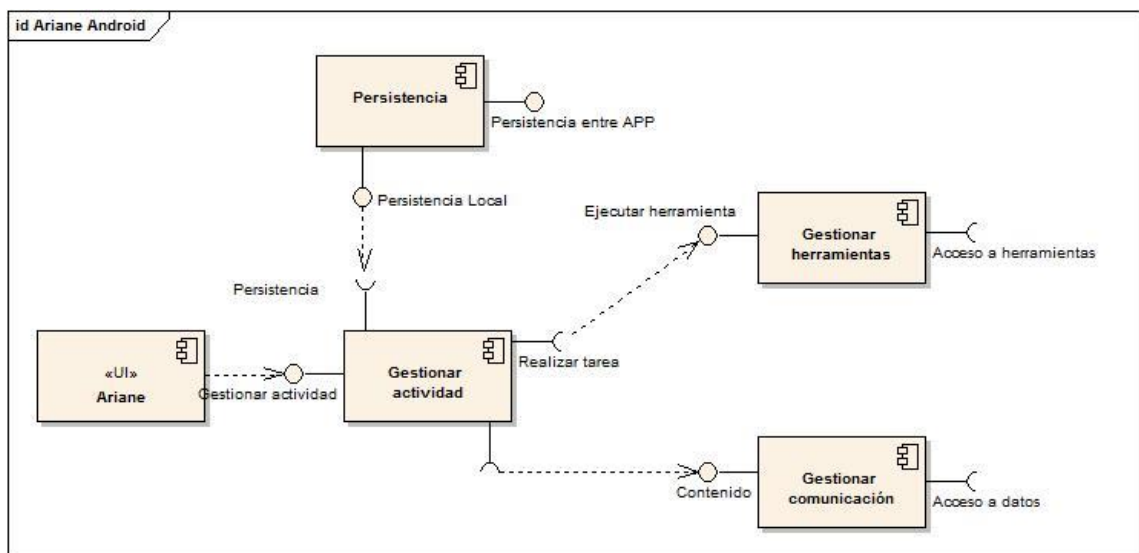 id Ariane Android
Persistencia
Persistencia entre APP
Persistencia Local
Ejecutar herramienta
Gestionar
herramientas
Acceso a herramientas
Persistencia
«UI»
Ariane
Gestionar actividad
Gestionar
actividad
Realizar tarea
Contenido
Gestionar
comunicación
Acceso a datos